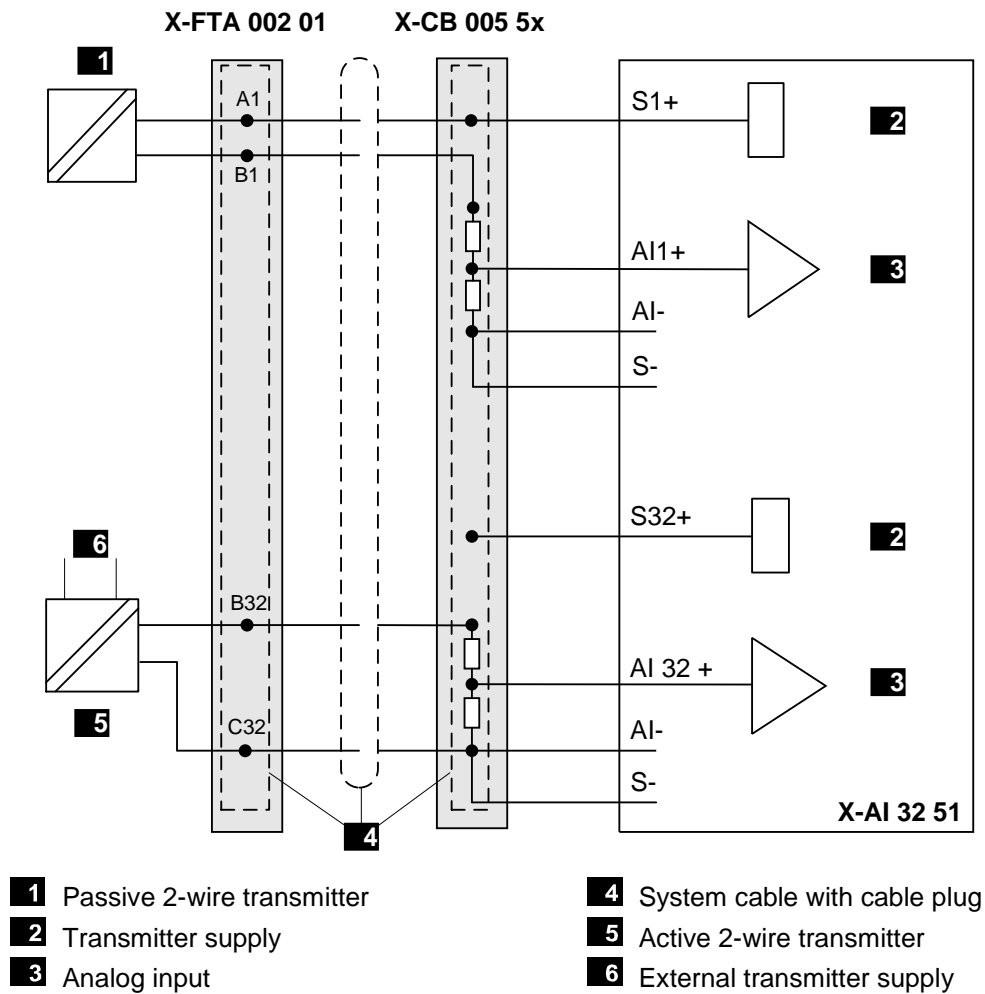 X-FTA 002 01
X-CB 005 5x
1
A1
S1+
2
B1
AI1+
3
AI-
S-
S32+
2
6
B32
AI 32 +
3
5
C32
AI-
S-
X-AI 32 51
4
1 Passive 2-wire transmitter
2 Transmitter supply
3 Analog input
4 System cable with cable plug
5 Active 2-wire transmitter
6 External transmitter supply